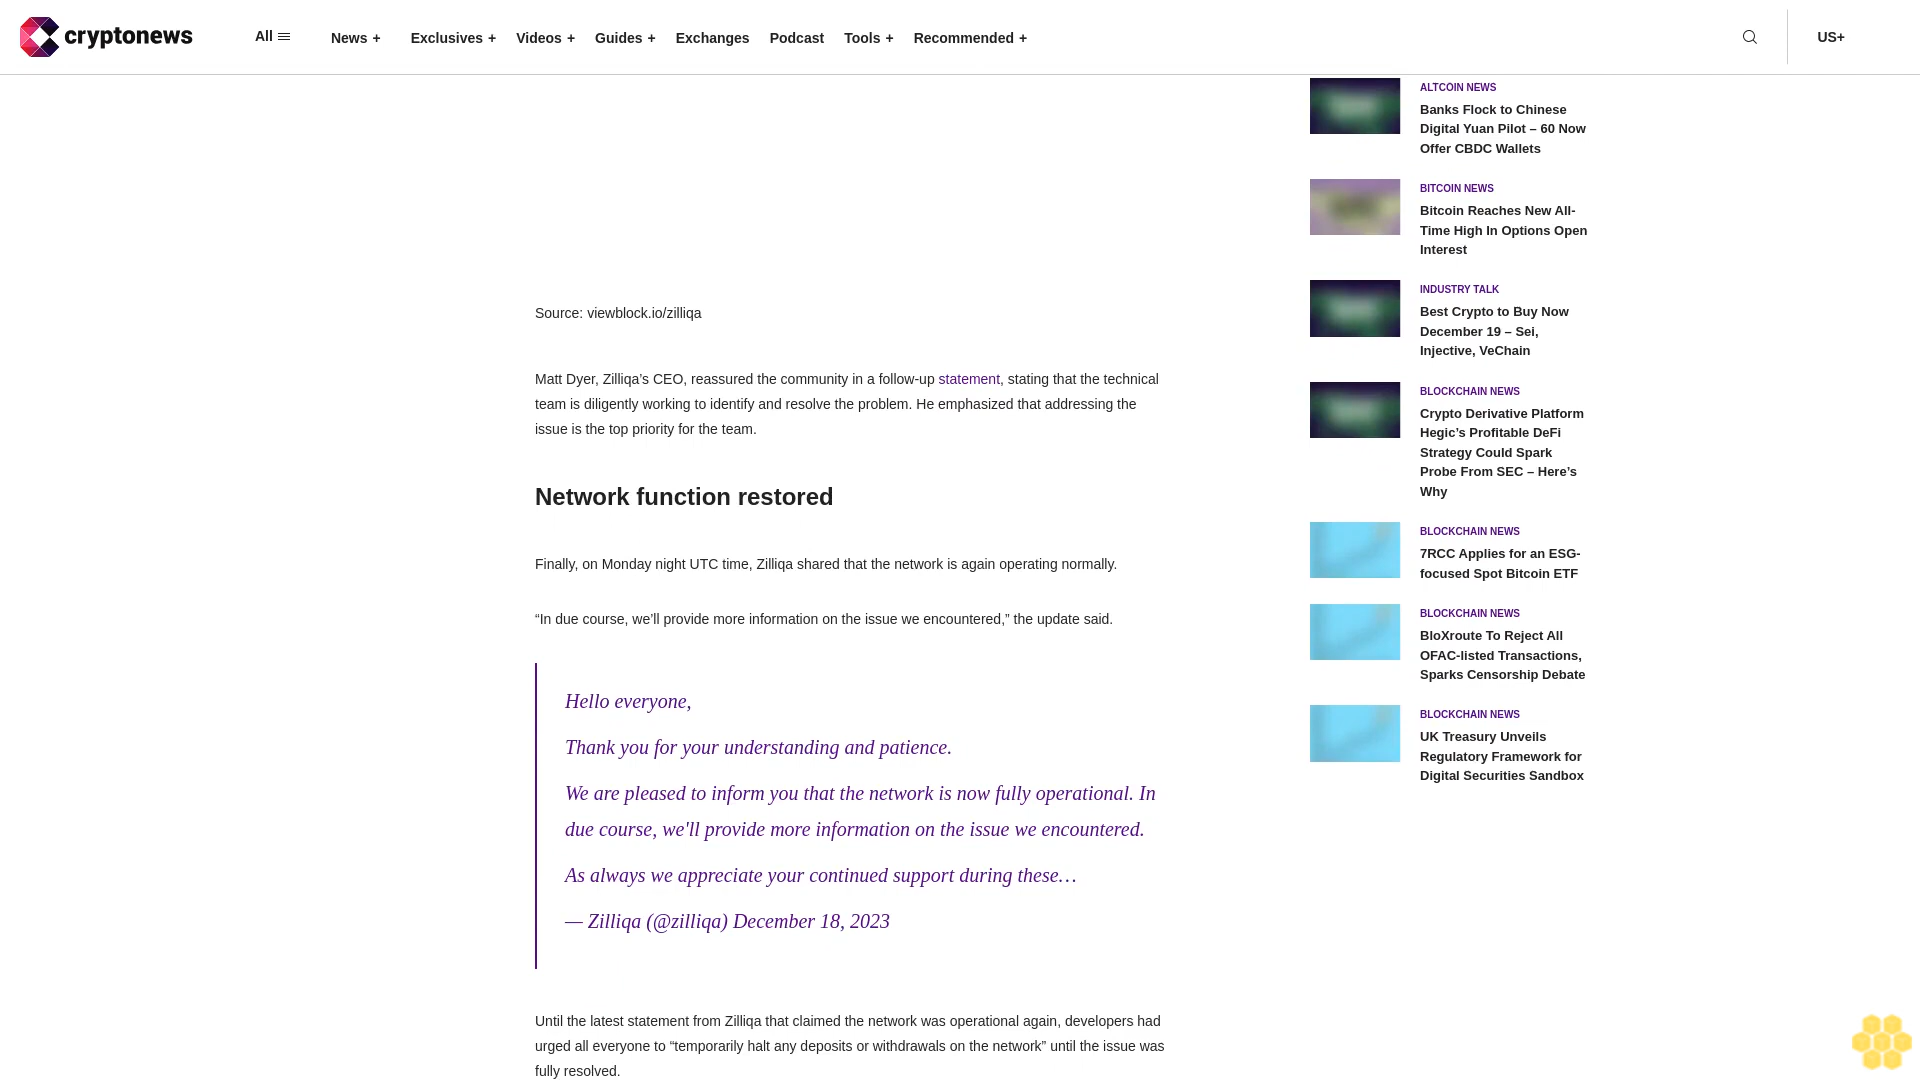 cryptonews
All
News +
Exclusives +
Videos +
Guides +
Exchanges
Podcast
Tools +
Recommended +
US+
Source: viewblock.io/zilliqa
Matt Dyer, Zilliqa’s CEO, reassured the community in a follow-up statement, stating that the technical
team is diligently working to identify and resolve the problem. He emphasized that addressing the
issue is the top priority for the team.
Network function restored
Finally, on Monday night UTC time, Zilliqa shared that the network is again operating normally.
“In due course, we’ll provide more information on the issue we encountered,” the update said.
Hello everyone,
Thank you for your understanding and patience.
We are pleased to inform you that the network is now fully operational. In
due course, we'll provide more information on the issue we encountered.
As always we appreciate your continued support during these…
— Zilliqa (@zilliqa) December 18, 2023
Until the latest statement from Zilliqa that claimed the network was operational again, developers had
urged all everyone to “temporarily halt any deposits or withdrawals on the network” until the issue was
fully resolved.
ALTCOIN NEWS
Banks Flock to Chinese
Digital Yuan Pilot – 60 Now
Offer CBDC Wallets
BITCOIN NEWS
Bitcoin Reaches New All-
Time High In Options Open
Interest
INDUSTRY TALK
Best Crypto to Buy Now
December 19 – Sei,
Injective, VeChain
BLOCKCHAIN NEWS
Crypto Derivative Platform
Hegic’s Profitable DeFi
Strategy Could Spark
Probe From SEC – Here’s
Why
BLOCKCHAIN NEWS
7RCC Applies for an ESG-
focused Spot Bitcoin ETF
BLOCKCHAIN NEWS
BloXroute To Reject All
OFAC-listed Transactions,
Sparks Censorship Debate
BLOCKCHAIN NEWS
UK Treasury Unveils
Regulatory Framework for
Digital Securities Sandbox